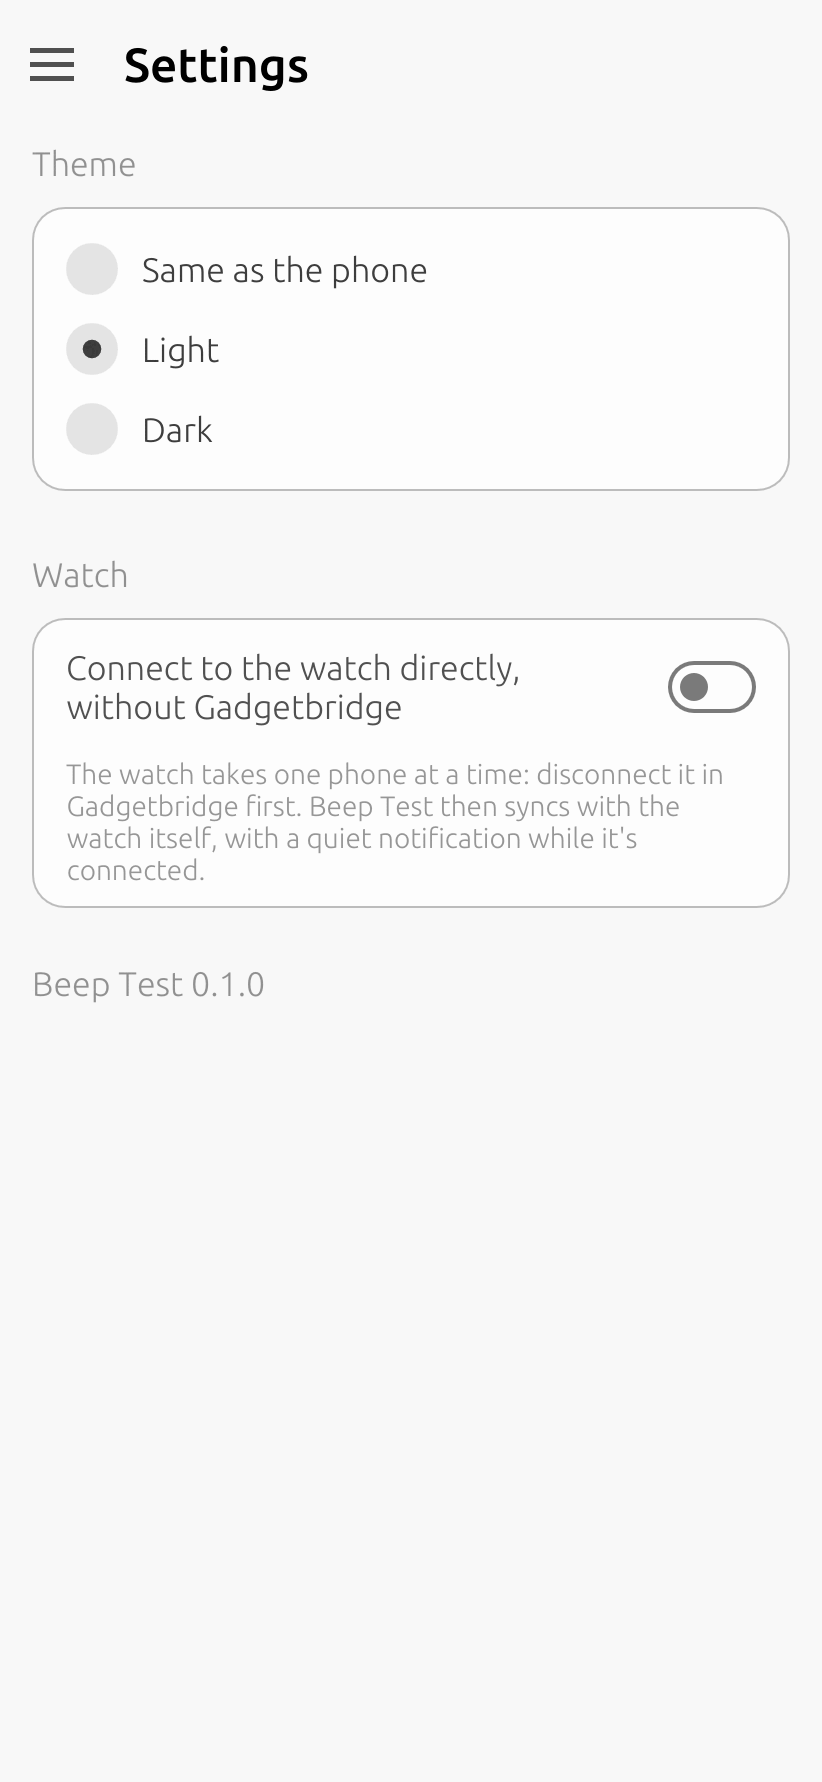 Settings
Theme
Same as the phone
Light
Dark
Watch
Connect to the watch directly,
without Gadgetbridge
The watch takes one phone at a time: disconnect it in
Gadgetbridge first. Beep Test then syncs with the
watch itself, with a quiet notification while it's
connected.
Beep Test 0.1.0